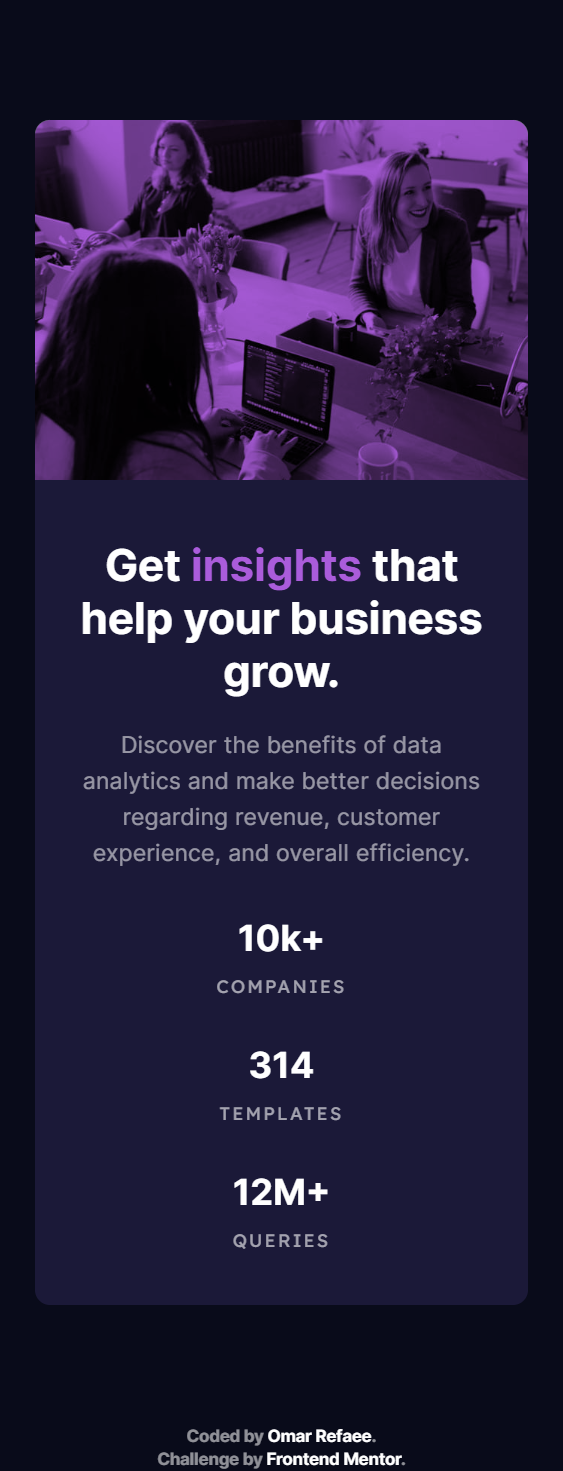 Get insights that
help your business
grow.
Discover the benefits of data
analytics and make better decisions
regarding revenue, customer
experience, and overall efficiency.
10k+
COMPANIES
314
TEMPLATES
12M+
QUERIES
Coded by Omar Refaee.
Challenge by Frontend Mentor.